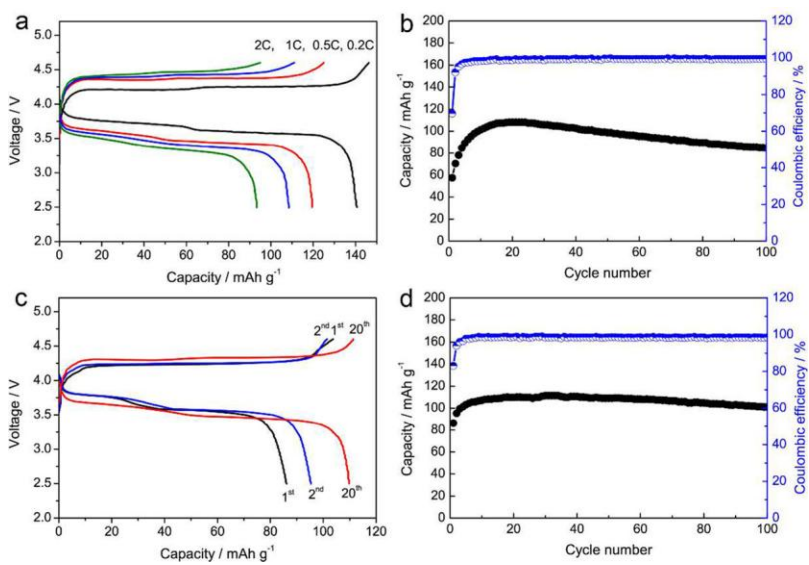 a
2C, 1C, 0.5C, 0.2C
5.0
4.5
4.0
3.5
3.0
2.5
2.0
Voltage / V
0 20 40 60 80 100 120 140
Capacity / mAh g⁻¹
b
200
180
160
140
120
100
80
60
40
20
0
Capacity / mAh g⁻¹
120
100
80
60
40
20
0
Coulombic efficiency / %
0 20 40 60 80 100
Cycle number
c
2nd 1st 20th
5.0
4.5
4.0
3.5
3.0
2.5
2.0
Voltage / V
1st 2nd 20th
0 20 40 60 80 100 120
Capacity / mAh g⁻¹
d
200
180
160
140
120
100
80
60
40
20
0
Capacity / mAh g⁻¹
120
100
80
60
40
20
0
Coulombic efficiency / %
0 20 40 60 80 100
Cycle number